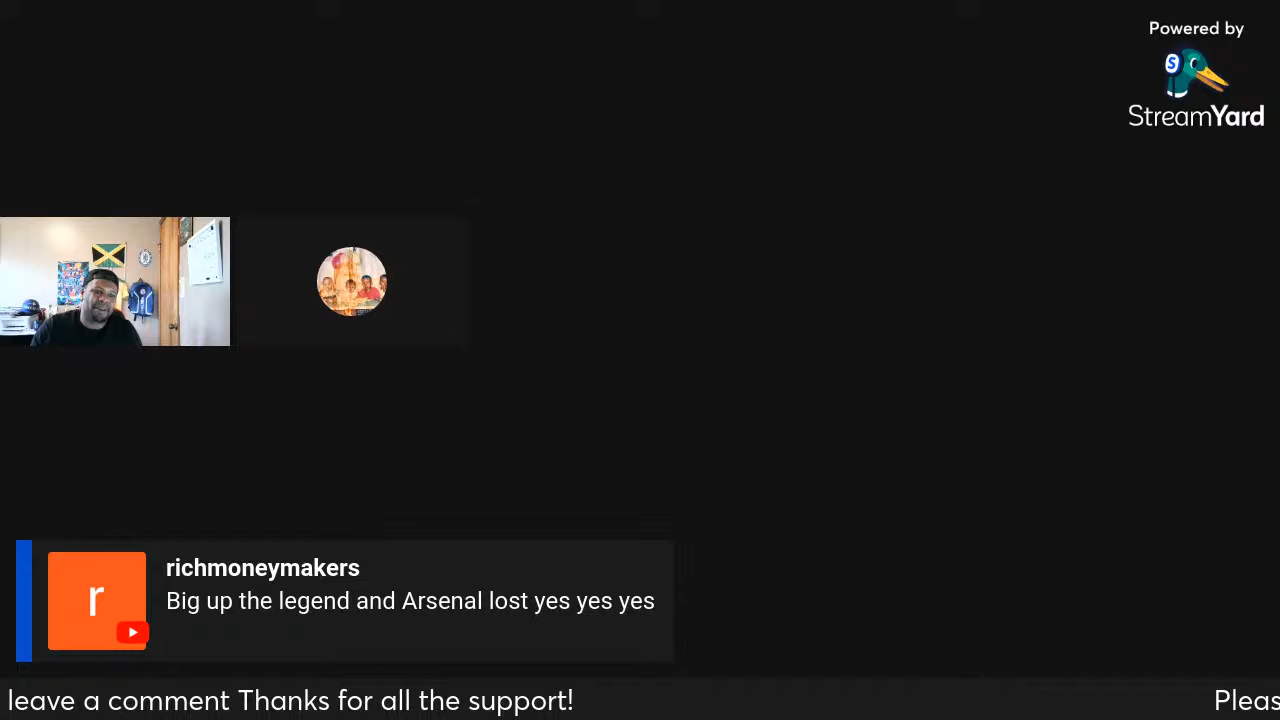 Powered by
StreamYard
richmoneymakers
Big up the legend and Arsenal lost yes yes yes
leave a comment Thanks for all the support!
Pleas